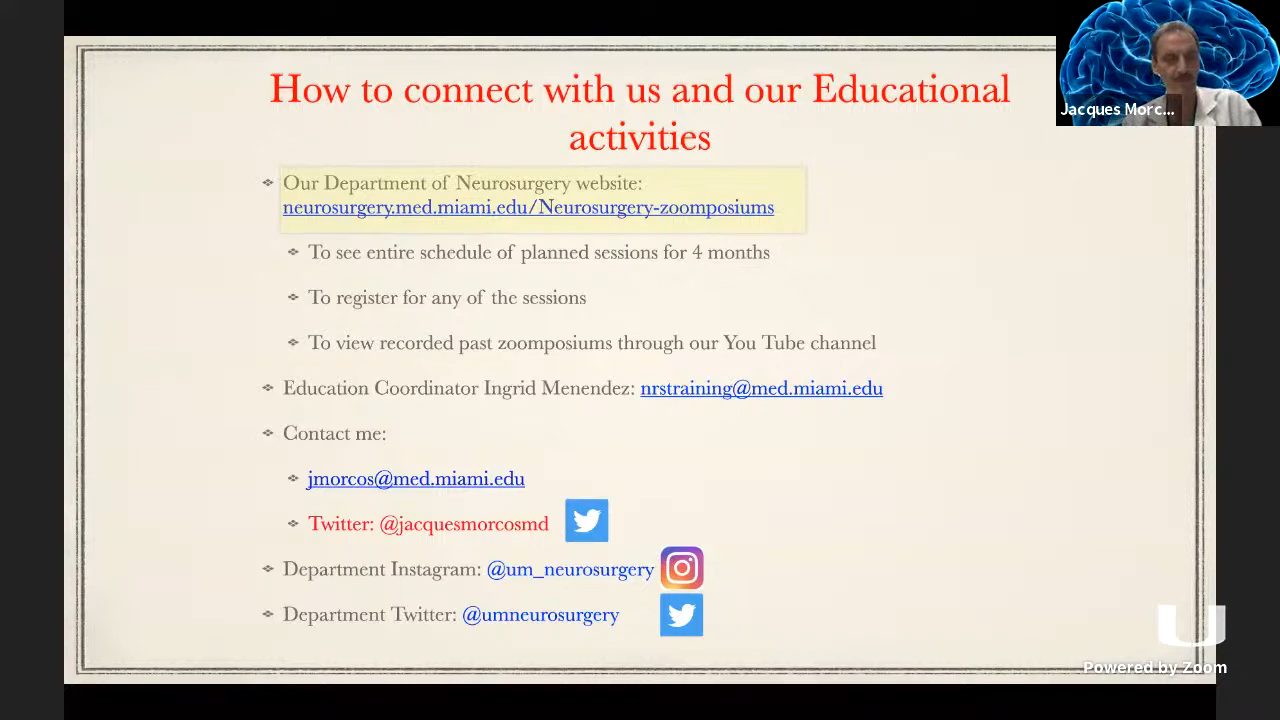 How to connect with us and our Educational
activities
Our Department of Neurosurgery website:
neurosurgery.med.miami.edu/Neurosurgery-zoomposiums
To see entire schedule of planned sessions for 4 months
To register for any of the sessions
To view recorded past zoomposiums through our You Tube channel
Education Coordinator Ingrid Menendez: nrstraining@med.miami.edu
Contact me:
jmorcos@med.miami.edu
Twitter: @jacquesmorcosmd
Department Instagram: @um_neurosurgery
Department Twitter: @umneurosurgery
Jacques Morc...
U
Powered by Zoom